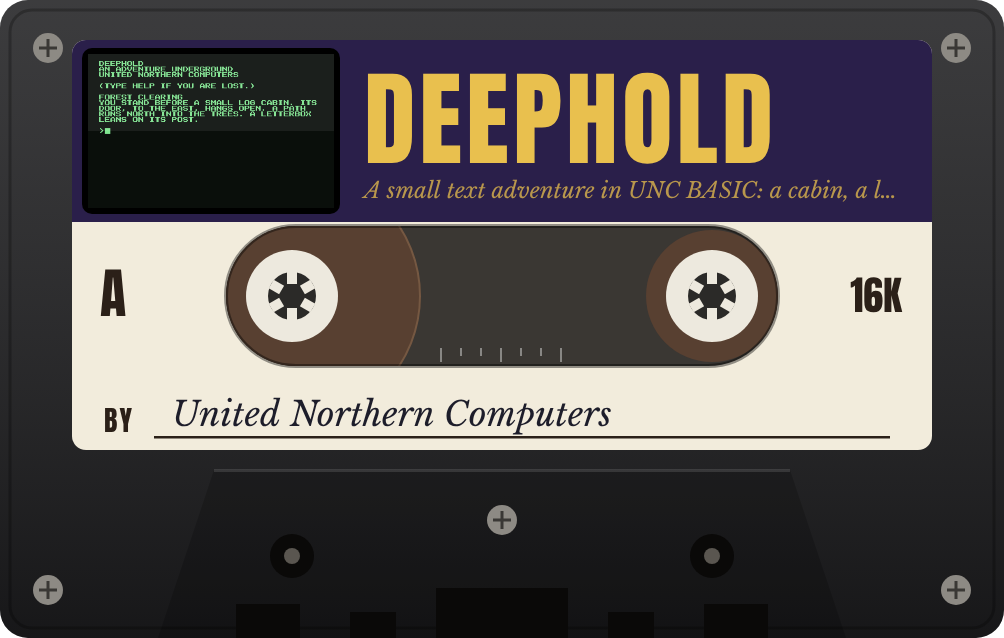 DEEPHOLD
AN ADVENTURE UNDERGROUND
UNITED NORTHERN COMPUTERS
(TYPE HELP IF YOU ARE LOST.)
FOREST CLEARING
YOU STAND BEFORE A SMALL LOG CABIN. ITS
DOOR, TO THE EAST, HANGS OPEN. A PATH
RUNS NORTH INTO THE TREES. A LETTERBOX
LEANS ON ITS POST.
>
DEEPHOLD
A small text adventure in UNC BASIC: a cabin, a l...
A
16K
BY United Northern Computers